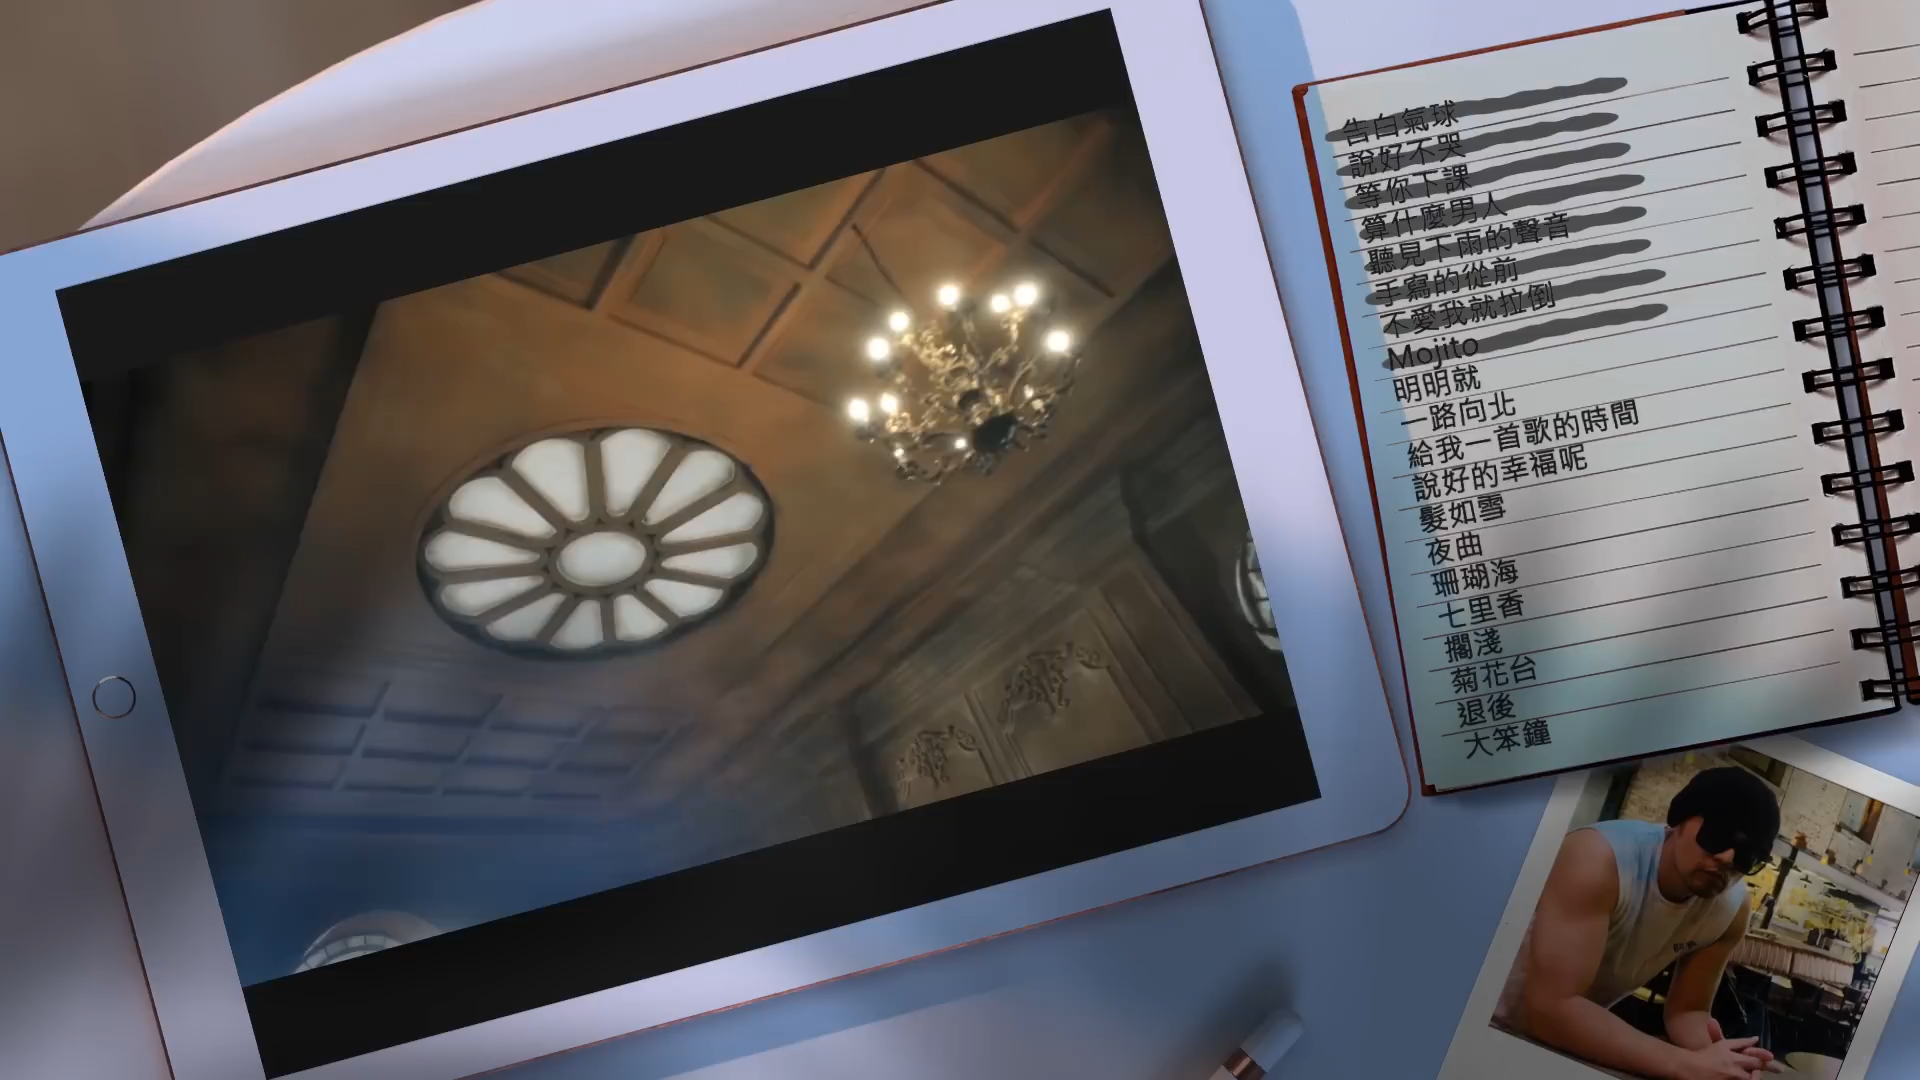 告白氣球
說好不哭
等你下課
算什麼男人
聽見下雨的聲音
手寫的從前
不愛我就拉倒
Mojito
明明就
一路向北
給我一首歌的時間
說好的幸福呢
髮如雪
夜曲
珊瑚海
七里香
擱淺
菊花台
退後
大笨鐘